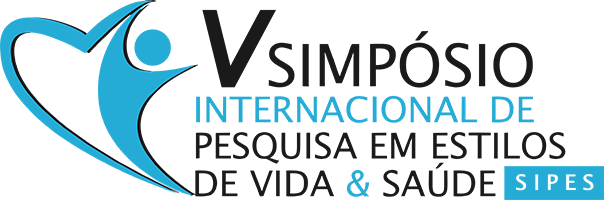 V SIMPÓSIO
INTERNACIONAL DE
PESQUISA EM ESTILOS
DE VIDA & SAÚDE SIPES